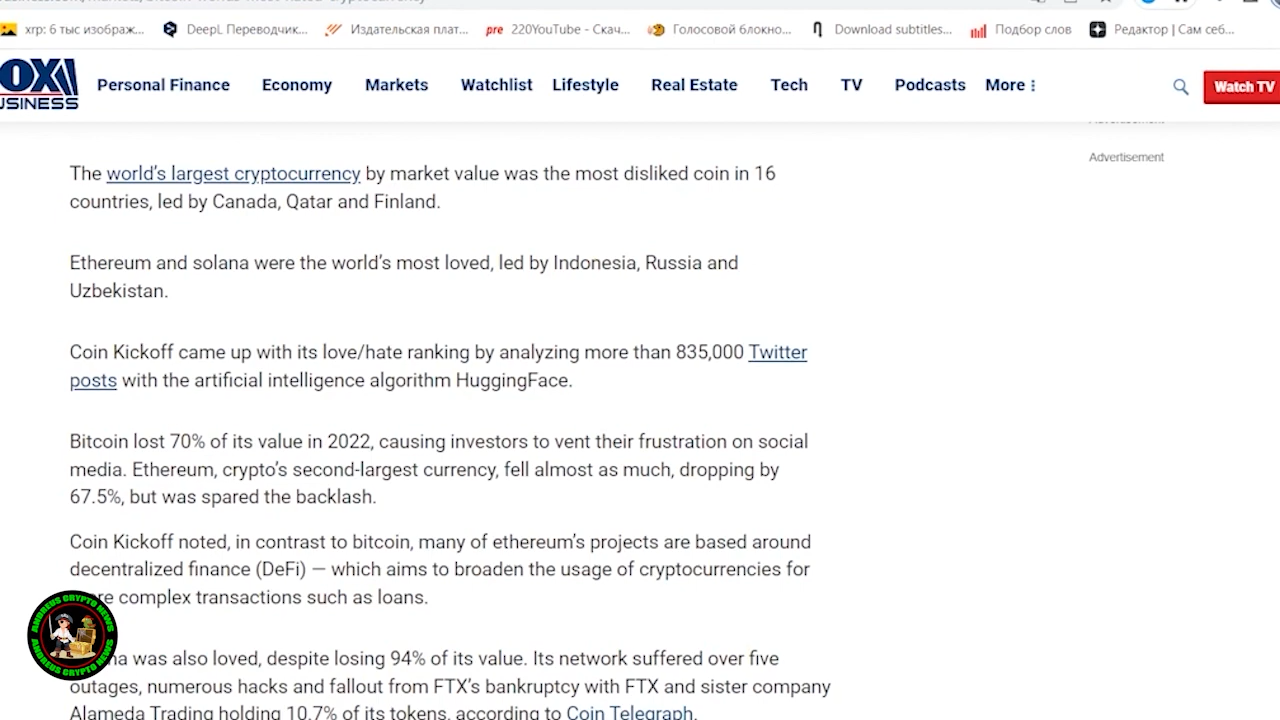 хгр: 6 тыс изображ...
DeepL Переводчик...
Издательская плат...
pre 220YouTube - Скач...
Голосовой блокно...
Download subtitles...
Подбор слов
Редактор | Сам себ...
OX
USINESS
Personal Finance
Economy
Markets
Watchlist
Lifestyle
Real Estate
Tech
TV
Podcasts
More
Watch TV
Advertisement
The world's largest cryptocurrency by market value was the most disliked coin in 16
countries, led by Canada, Qatar and Finland.
Ethereum and solana were the world's most loved, led by Indonesia, Russia and
Uzbekistan.
Coin Kickoff came up with its love/hate ranking by analyzing more than 835,000 Twitter
posts with the artificial intelligence algorithm HuggingFace.
Bitcoin lost 70% of its value in 2022, causing investors to vent their frustration on social
media. Ethereum, crypto's second-largest currency, fell almost as much, dropping by
67.5%, but was spared the backlash.
Coin Kickoff noted, in contrast to bitcoin, many of ethereum's projects are based around
decentralized finance (DeFi) — which aims to broaden the usage of cryptocurrencies for
complex transactions such as loans.
was also loved, despite losing 94% of its value. Its network suffered over five
outages, numerous hacks and fallout from FTX's bankruptcy with FTX and sister company
Alameda Trading holding 10.7% of its tokens, according to Coin Telegraph.
ANDREUS CRYPTO NEWS
ANDREUS CRYPTO NEWS